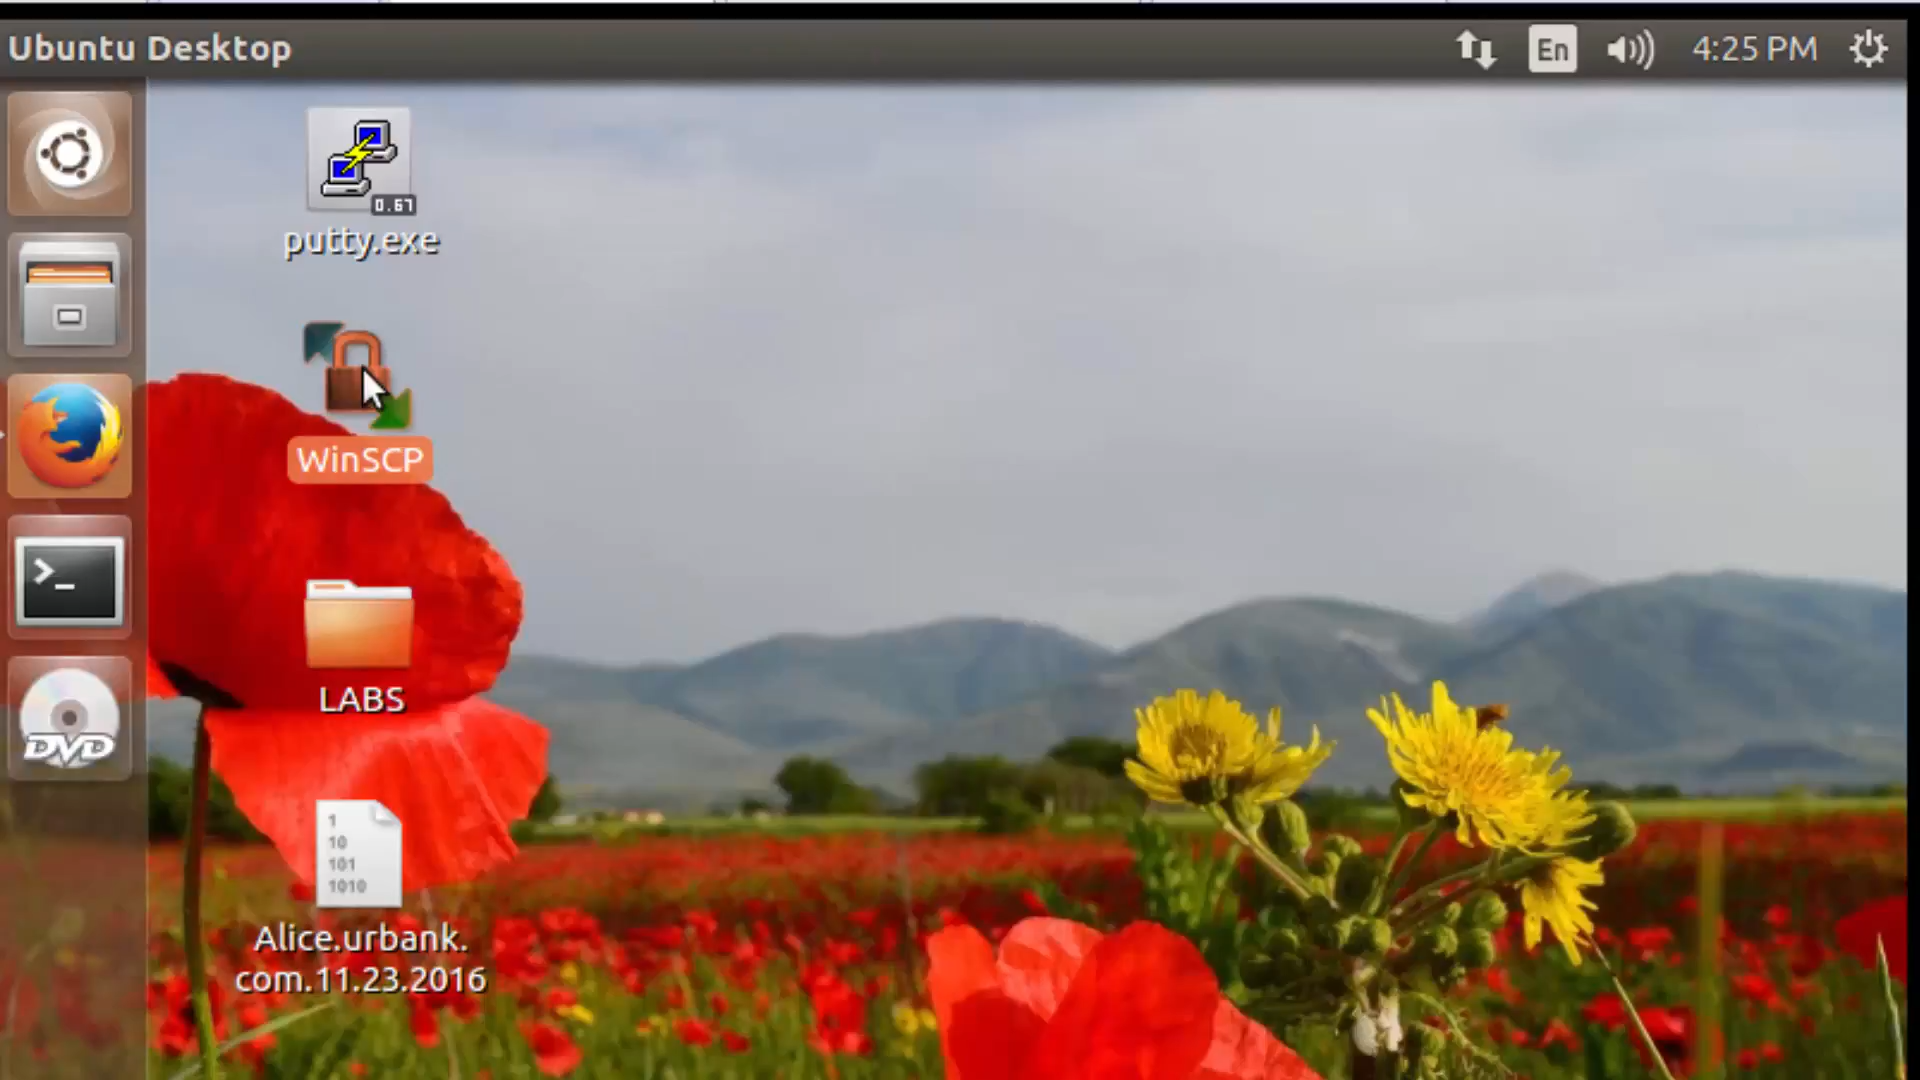 Ubuntu Desktop
En
4:25 PM
0.67
putty.exe
WinSCP
>_
LABS
DVD
1
10
101
1010
Alice.urbank.
com.11.23.2016